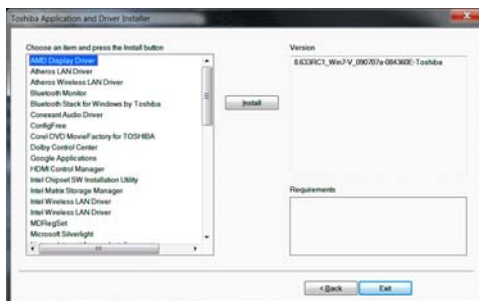 Toshiba Application and Driver Installer
Choose an item and press the Install button
AMD Display Driver
Atheros LAN Driver
Atheros Wireless LAN Driver
Bluetooth Monitor
Bluetooth Stack for Windows by Toshiba
Conexant Audio Driver
ConfigFree
Corel DVD MovieFactory for TOSHIBA
Dolby Control Center
Google Applications
HDMI Control Manager
Intel Chipset SW Installation Utility
Intel Matrix Storage Manager
Intel Wireless LAN Driver
Intel Wireless LAN Driver
MDRegSet
Microsoft Silverlight
Install
Version
8.633RC1_Win7-V_090707a-084360E-Toshiba
Requirements
< Back
Exit